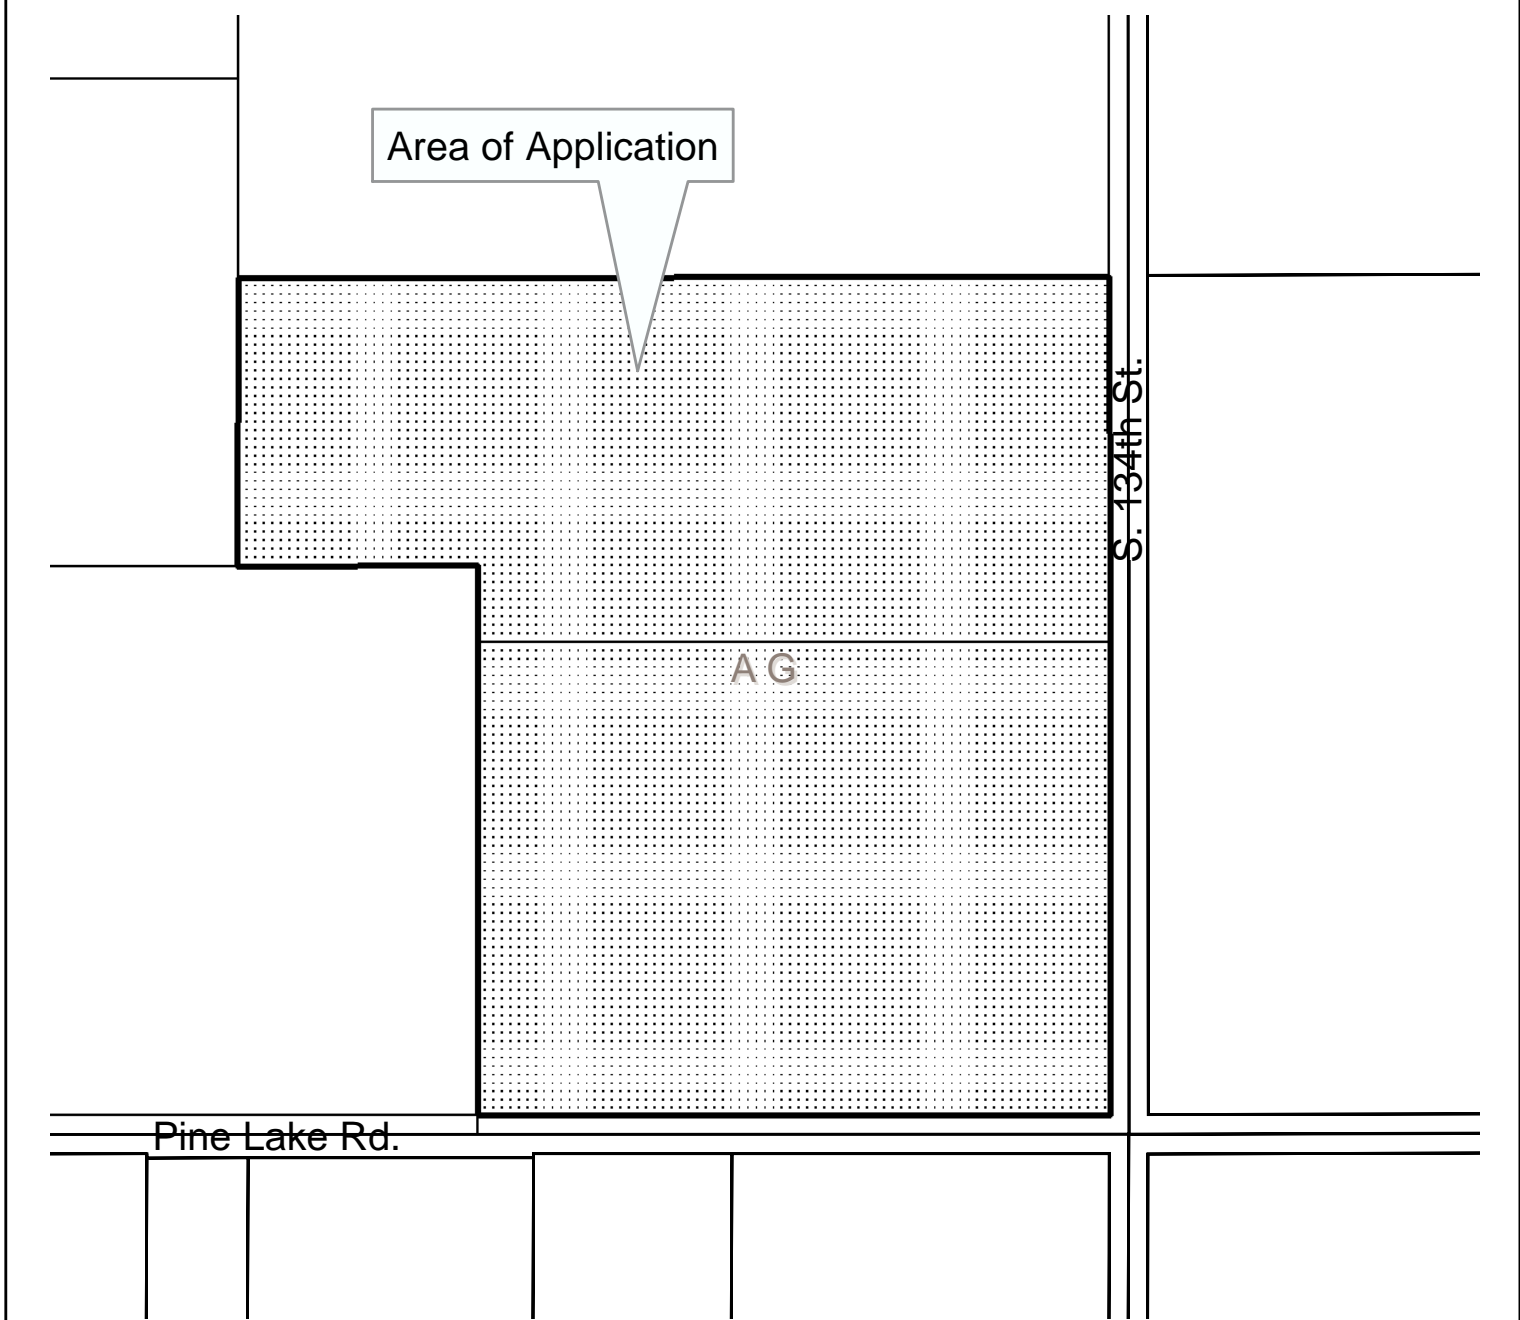 Area of Application
S. 134th St.
A G
Pine Lake Rd.